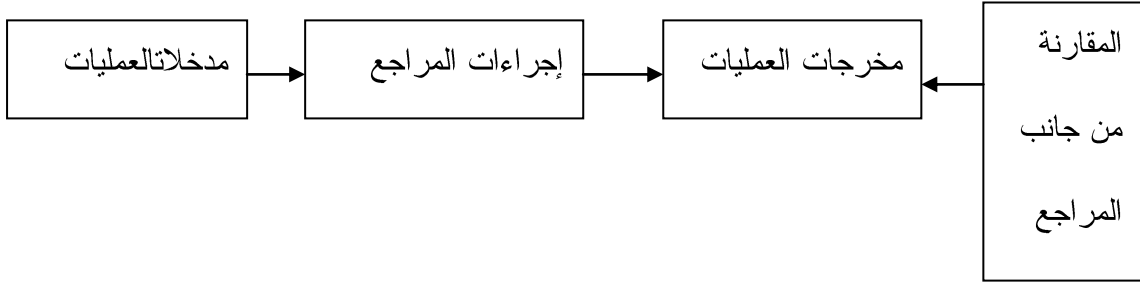 مدخلاتالعمليات
إجراءات المراجع
مخرجات العمليات
المقارنة
من جانب
المراجع